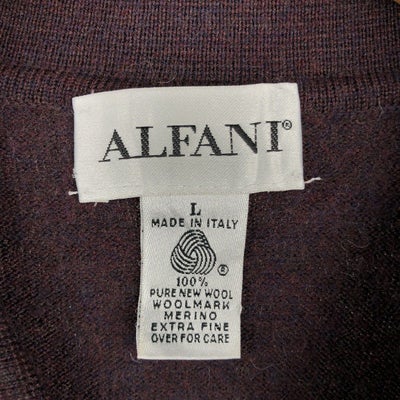 ALFANI®
L
MADE IN ITALY
®
100%
PURE NEW WOOL
WOOLMARK
MERINO
EXTRA FINE
OVER FOR CARE